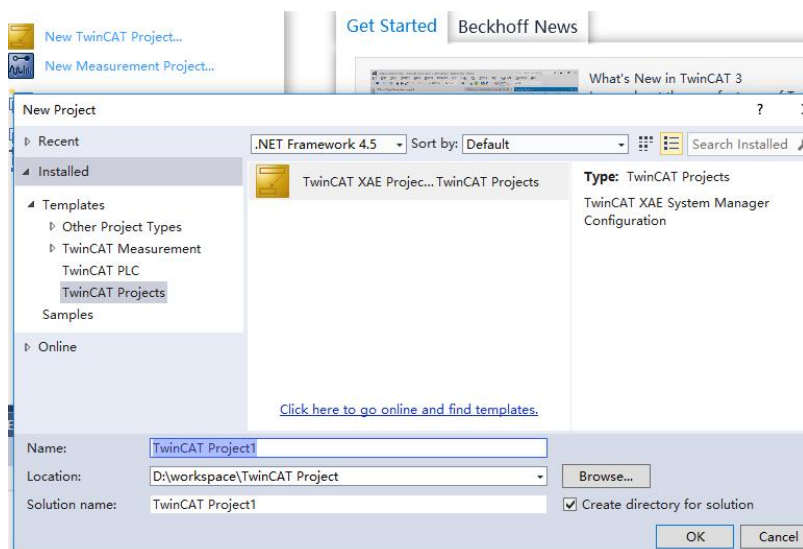 New TwinCAT Project...
New Measurement Project...
Get Started Beckhoff News
What's New in TwinCAT 3
New Project ?
Recent
.NET Framework 4.5 Sort by: Default Search Installed
Installed
TwinCAT XAE Projec... TwinCAT Projects
Type: TwinCAT Projects
TwinCAT XAE System Manager
Configuration
Templates
Other Project Types
TwinCAT Measurement
TwinCAT PLC
TwinCAT Projects
Samples
Online
Click here to go online and find templates.
Name: TwinCAT Project1
Location: D:\workspace\TwinCAT Project Browse...
Solution name: TwinCAT Project1 Create directory for solution
OK Cancel